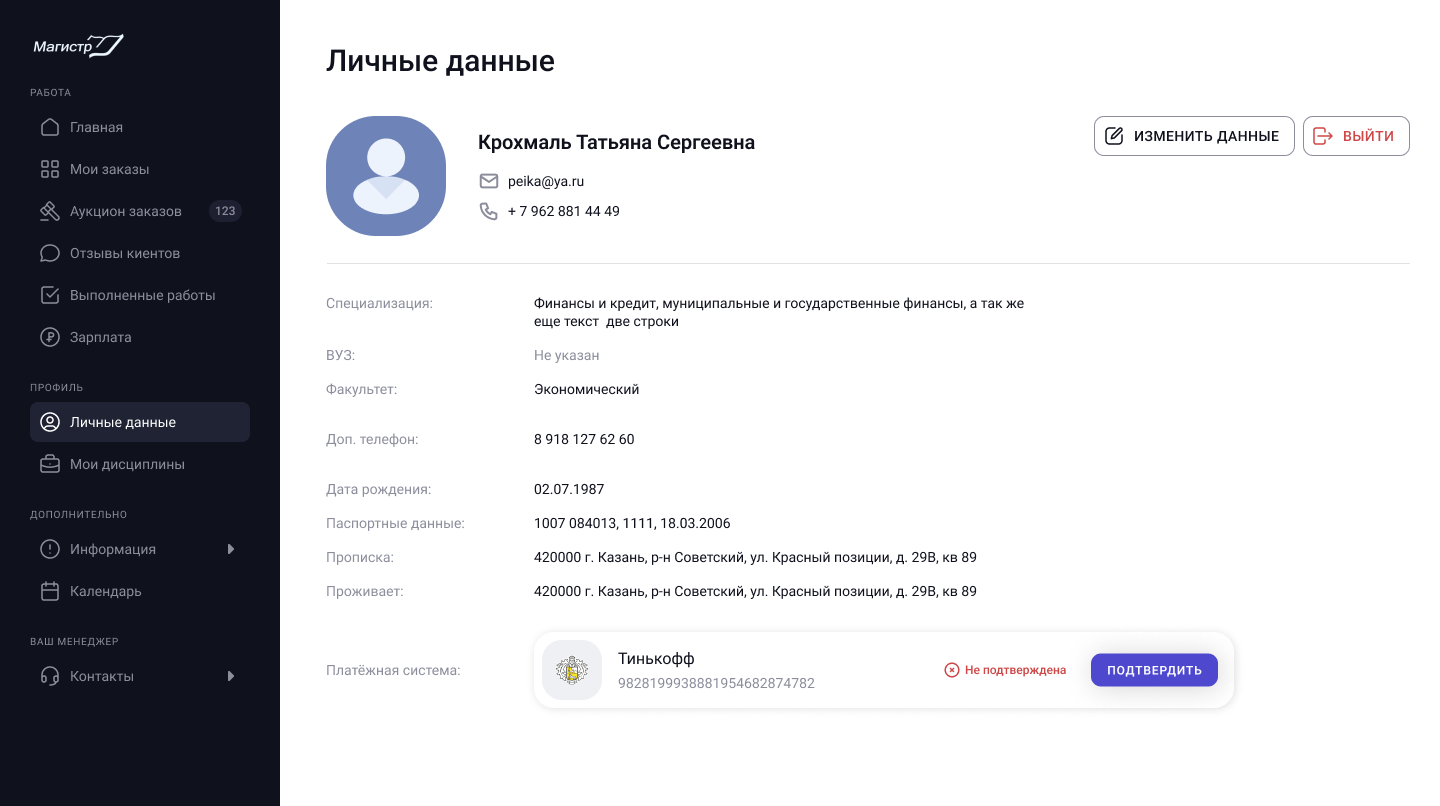 Магистр
РАБОТА
Главная
Мои заказы
Аукцион заказов 123
Отзывы киентов
Выполненные работы
Зарплата
ПРОФИЛЬ
Личные данные
Мои дисциплины
ДОПОЛНИТЕЛЬНО
Информация
Календарь
ВАШ МЕНЕДЖЕР
Контакты
Личные данные
Крохмаль Татьяна Сергеевна
peika@ya.ru
+ 7 962 881 44 49
ИЗМЕНИТЬ ДАННЫЕ
ВЫЙТИ
Специализация: Финансы и кредит, муниципальные и государственные финансы, а так же
еще текст  две строки
ВУЗ: Не указан
Факультет: Экономический
Доп. телефон: 8 918 127 62 60
Дата рождения: 02.07.1987
Паспортные данные: 1007 084013, 1111, 18.03.2006
Прописка: 420000 г. Казань, р-н Советский, ул. Красный позиции, д. 29В, кв 89
Проживает: 420000 г. Казань, р-н Советский, ул. Красный позиции, д. 29В, кв 89
Платёжная система:
Тинькофф
9828199938881954682874782
Не подтверждена
ПОДТВЕРДИТЬ